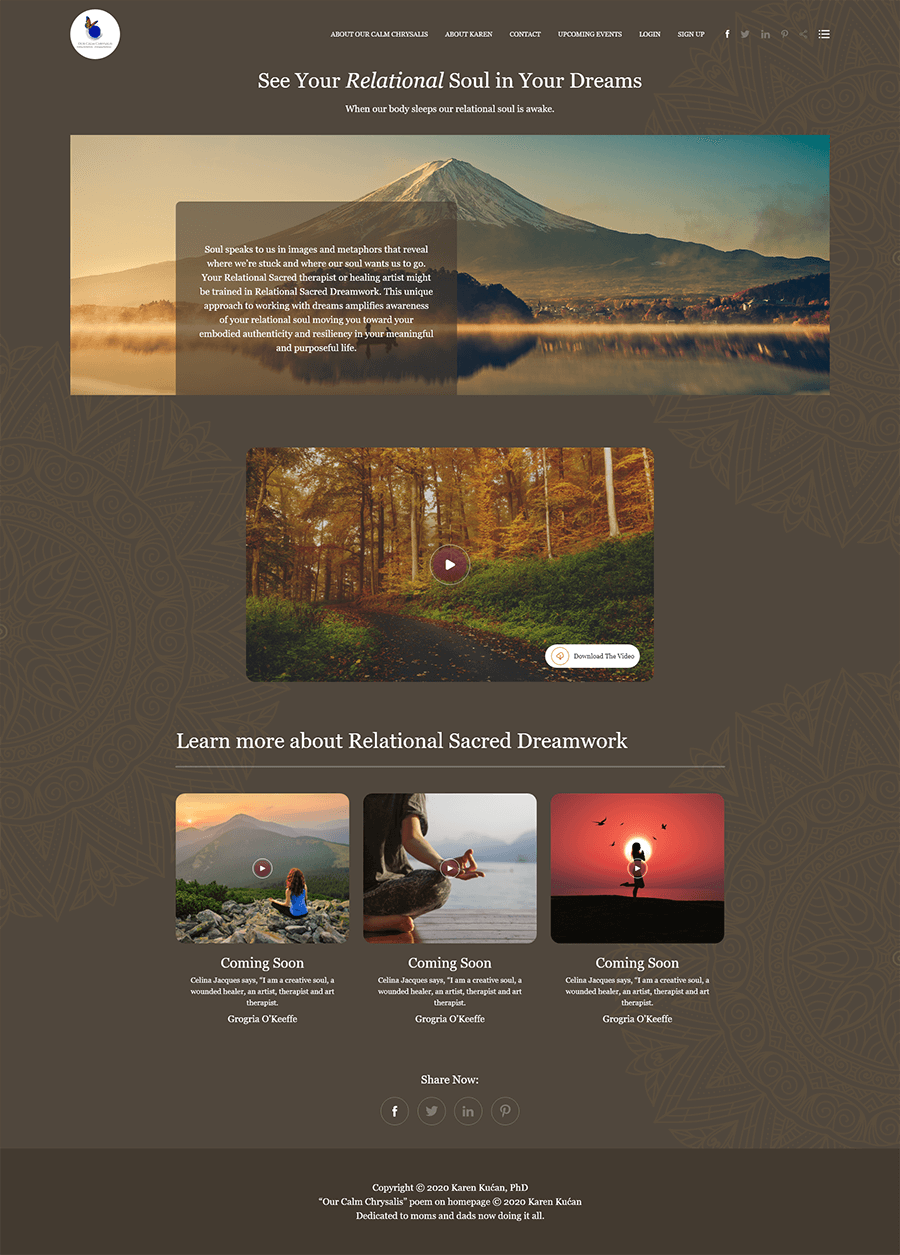 ABOUT OUR CALM CHRYSALIS ABOUT KAREN CONTACT UPCOMING EVENTS LOGIN SIGN UP
See Your Relational Soul in Your Dreams
When our body sleeps our relational soul is awake.
Soul speaks to us in images and metaphors that reveal
where we're stuck and where our soul wants us to go.
Your Relational Sacred therapist or healing artist might
be trained in Relational Sacred Dreamwork. This unique
approach to working with dreams amplifies awareness
of your relational soul moving you toward your
embodied authenticity and resiliency in your meaningful
and purposeful life.
Download The Video
Learn more about Relational Sacred Dreamwork
Coming Soon
Celina Jacques says, “I am a creative soul, a
wounded healer, an artist, therapist and art
therapist.
Grogria O'Keeffe
Coming Soon
Celina Jacques says, “I am a creative soul, a
wounded healer, an artist, therapist and art
therapist.
Grogria O'Keeffe
Coming Soon
Celina Jacques says, “I am a creative soul, a
wounded healer, an artist, therapist and art
therapist.
Grogria O'Keeffe
Share Now:
Copyright © 2020 Karen Kućan, PhD
“Our Calm Chrysalis” poem on homepage © 2020 Karen Kućan
Dedicated to moms and dads now doing it all.